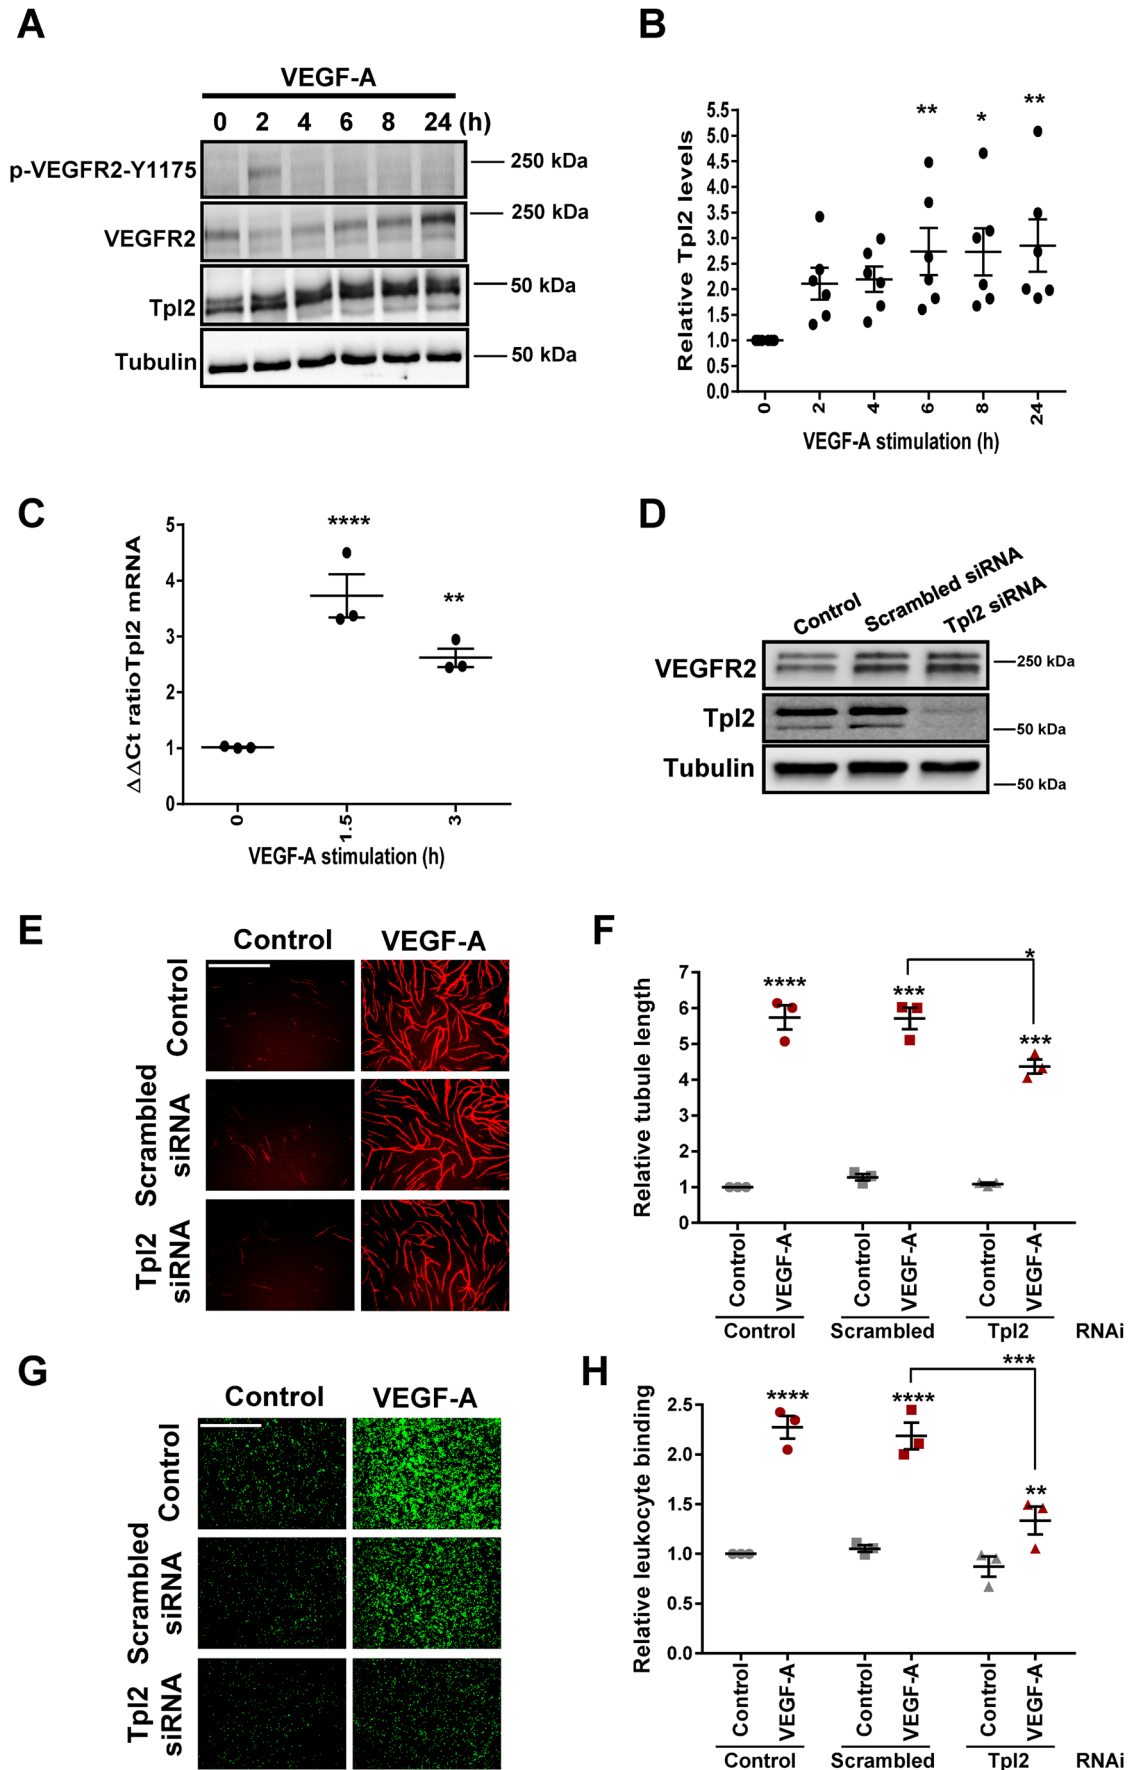 A
VEGF-A
0 2 4 6 8 24 (h)
p-VEGFR2-Y1175
250 kDa
VEGFR2
250 kDa
Tpl2
50 kDa
Tubulin
50 kDa
B
Relative Tpl2 levels
5.5
5.0
4.5
4.0
3.5
3.0
2.5
2.0
1.5
1.0
0.5
0.0
** * **
0 2 4 6 8 24
VEGF-A stimulation (h)
C
ΔΔCt ratioTpl2 mRNA
5
4
3
2
1
0
****
**
0 1.5 3
VEGF-A stimulation (h)
D
Control
Scrambled siRNA
Tpl2 siRNA
VEGFR2
250 kDa
Tpl2
50 kDa
Tubulin
50 kDa
E
Control VEGF-A
Control
Scrambled
siRNA
Tpl2
siRNA
F
Relative tubule length
7
6
5
4
3
2
1
0
*
**** *** ***
Control VEGF-A Control VEGF-A Control VEGF-A
Control Scrambled Tpl2 RNAi
G
Control VEGF-A
Control
Scrambled
siRNA
Tpl2
siRNA
H
Relative leukocyte binding
2.5
2.0
1.5
1.0
0.5
0.0
***
**** **** **
Control VEGF-A Control VEGF-A Control VEGF-A
Control Scrambled Tpl2 RNAi